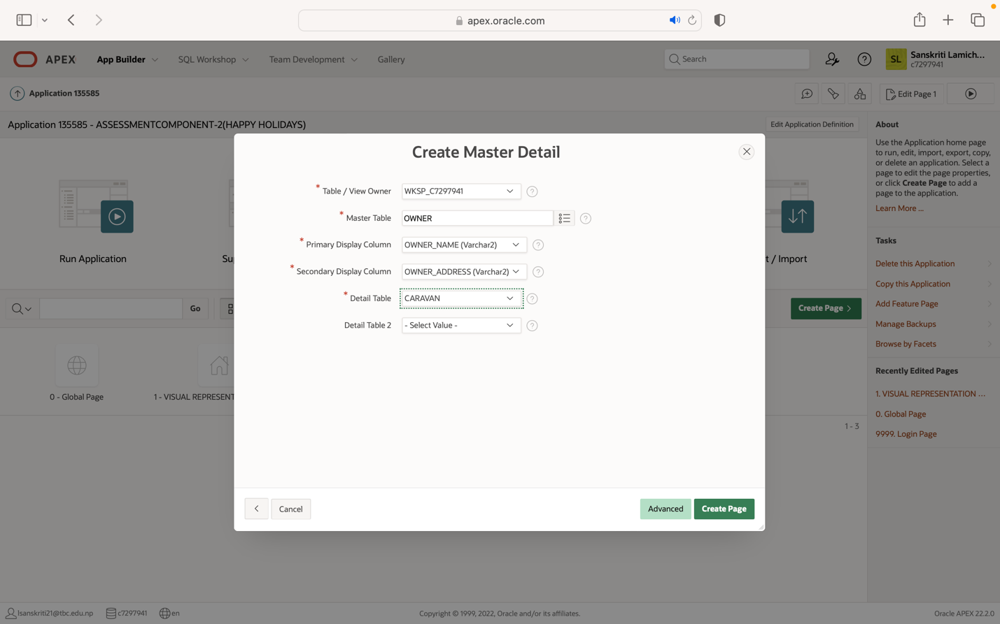 apex.oracle.com
APEX
App Builder
SQL Workshop
Team Development
Gallery
Search
SL
Sanskriti Lamich...
c7297941
Application 135585
Edit Page 1
Application 135585 - ASSESSMENTCOMPONENT-2(HAPPY HOLIDAYS)
Edit Application Definition
About
Use the Application home page
to run, edit, import, export, copy,
or delete an application. Select a
page to edit the page properties,
or click Create Page to add a
page to the application.
Learn More ...
Create Master Detail
* Table / View Owner WKSP_C7297941 ?
* Master Table OWNER ?
* Primary Display Column OWNER_NAME (Varchar2) ?
* Secondary Display Column OWNER_ADDRESS (Varchar2) ?
* Detail Table CARAVAN ?
Detail Table 2 - Select Value - ?
Cancel
Advanced
Create Page
Run Application
Su
t / Import
Go
Create Page
0 - Global Page
1 - VISUAL REPRESENT
1 - 3
Tasks
Delete this Application
Copy this Application
Add Feature Page
Manage Backups
Browse by Facets
Recently Edited Pages
1. VISUAL REPRESENTATION ...
0. Global Page
9999. Login Page
lsanskriti21@tbc.edu.np
c7297941
en
Copyright © 1999, 2022, Oracle and/or its affiliates.
Oracle APEX 22.2.0